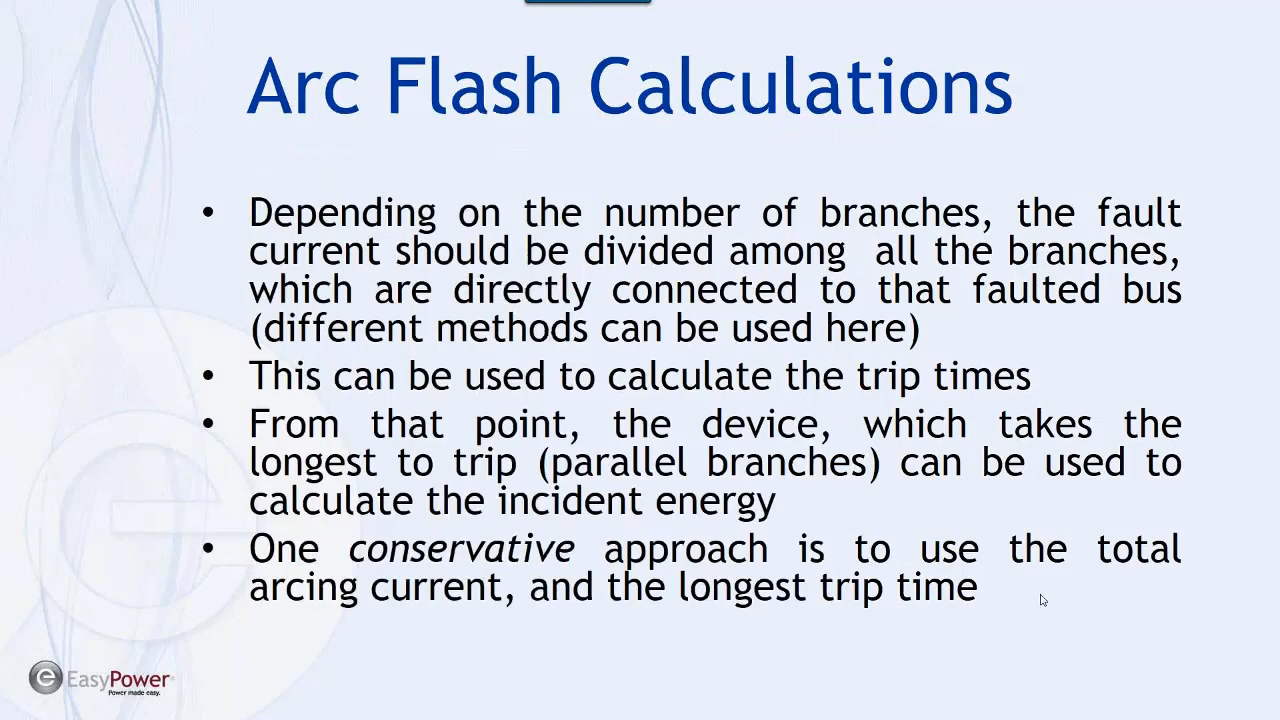 Arc Flash Calculations
• Depending on the number of branches, the fault
current should be divided among all the branches,
which are directly connected to that faulted bus
(different methods can be used here)
• This can be used to calculate the trip times
• From that point, the device, which takes the
longest to trip (parallel branches) can be used to
calculate the incident energy
• One conservative approach is to use the total
arcing current, and the longest trip time
EasyPower
Power made easy.